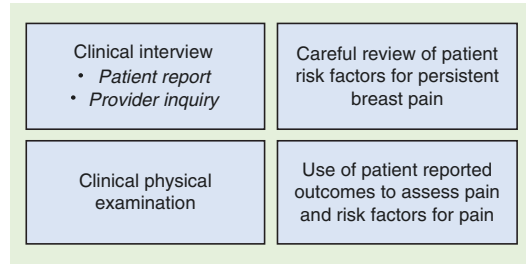 Clinical interview
• Patient report
• Provider inquiry
Careful review of patient
risk factors for persistent
breast pain
Clinical physical
examination
Use of patient reported
outcomes to assess pain
and risk factors for pain